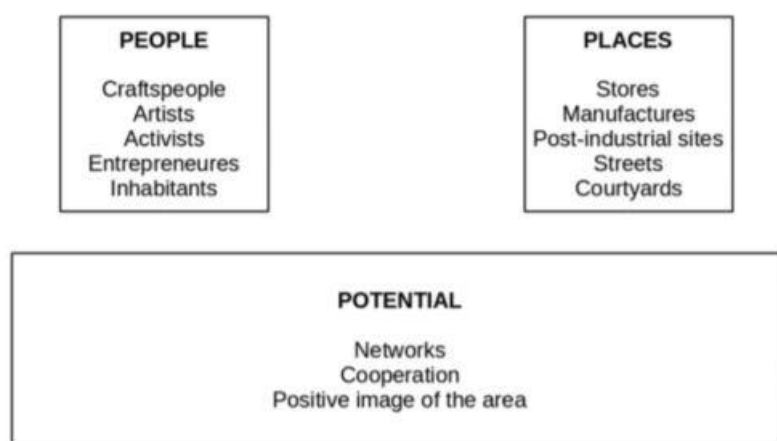 PEOPLE
Craftspeople
Artists
Activists
Entrepreneures
Inhabitants
PLACES
Stores
Manufactures
Post-industrial sites
Streets
Courtyards
POTENTIAL
Networks
Cooperation
Positive image of the area